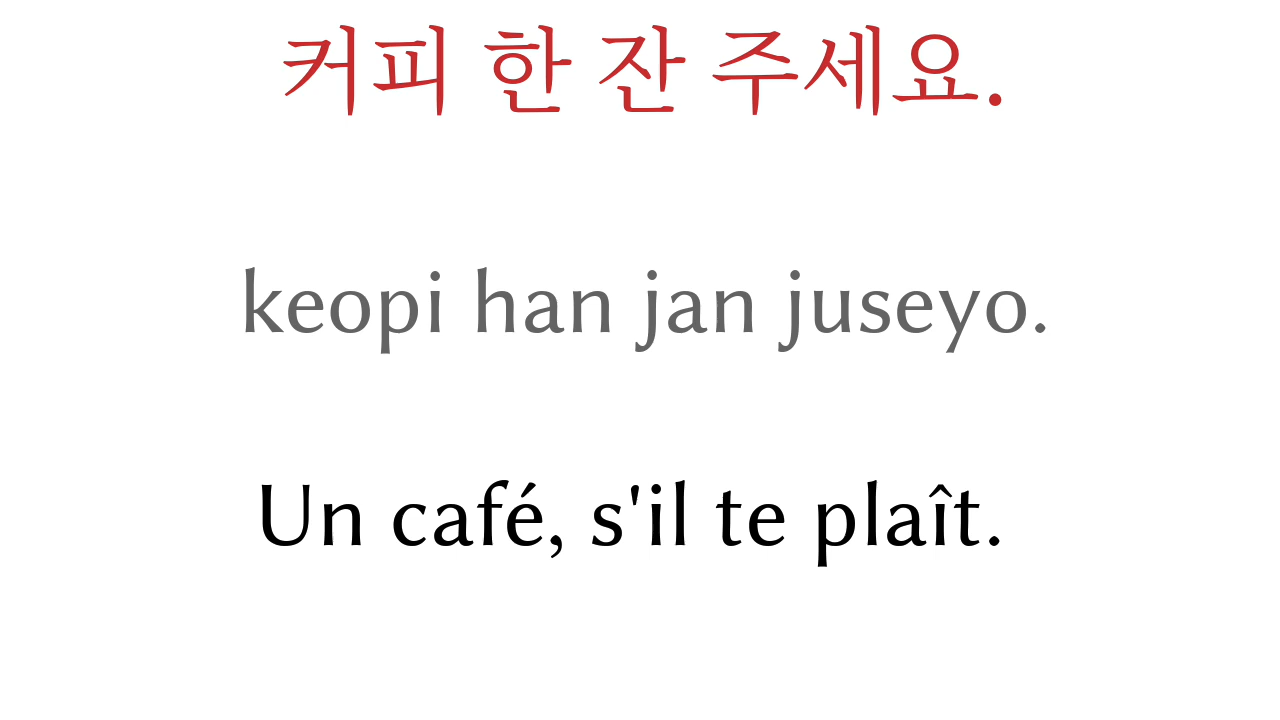 커피 한 잔 주세요.
keopi han jan juseyo.
Un café, s'il te plaît.